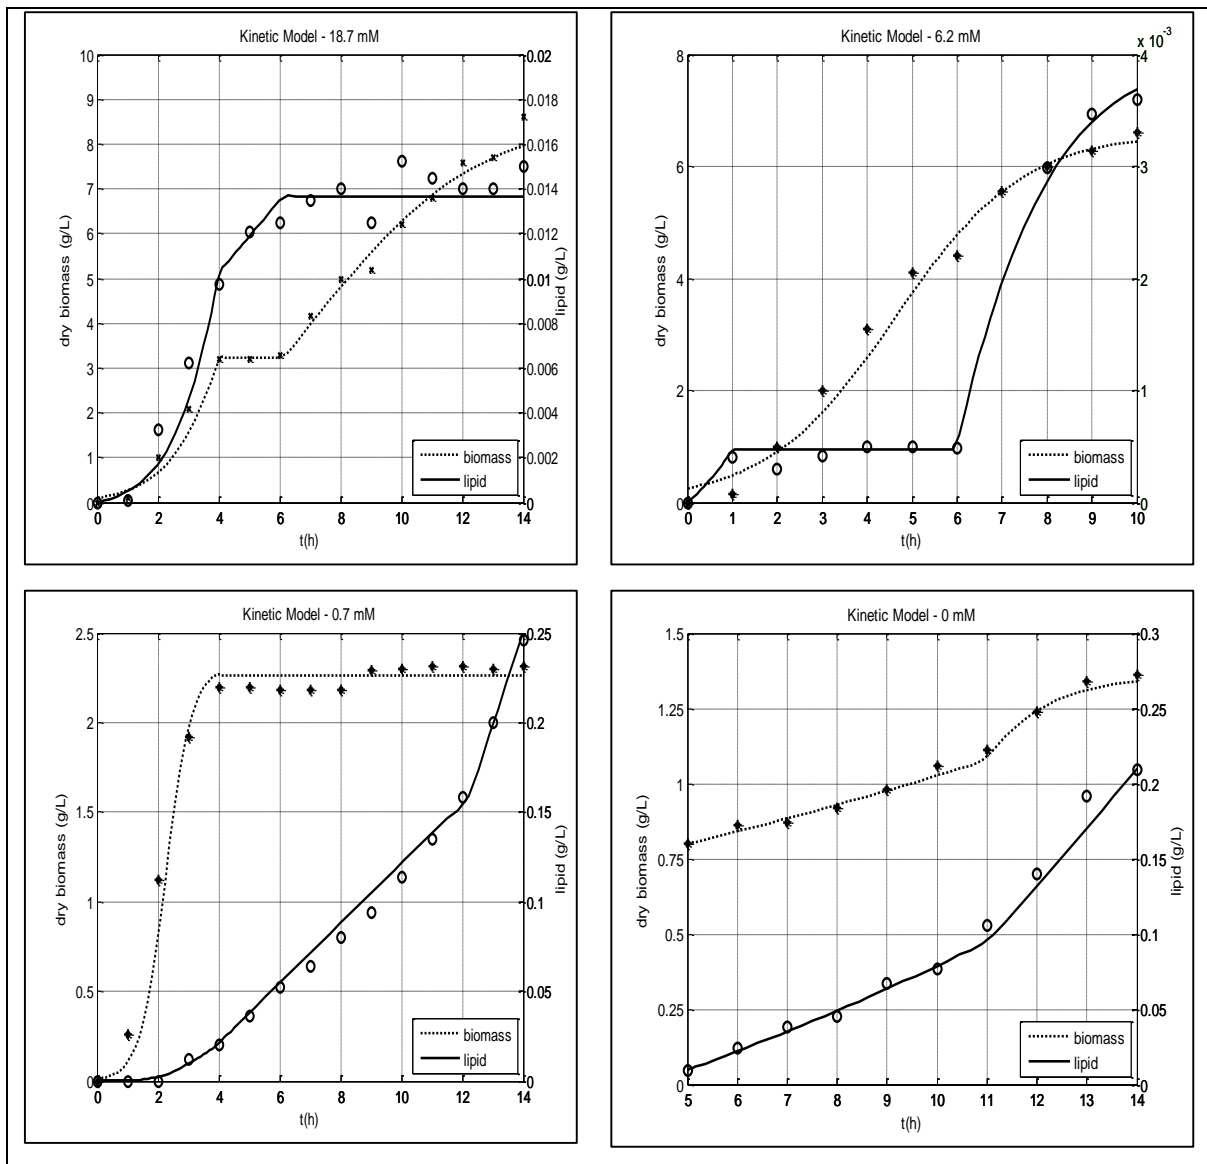 Kinetic Model - 18.7 mM
10
9
8
7
6
5
4
3
2
1
0
0.02
0.018
0.016
0.014
0.012
0.01
0.008
0.006
0.004
0.002
0
dry biomass (g/L)
lipid (g/L)
biomass
lipid
0 2 4 6 8 10 12 14
t(h)
Kinetic Model - 6.2 mM
x 10-3
8
6
4
2
0
4
3
2
1
0
dry biomass (g/L)
biomass
lipid
0 1 2 3 4 5 6 7 8 9 10
t(h)
Kinetic Model - 0.7 mM
2.5
2
1.5
1
0.5
0
0.25
0.2
0.15
0.1
0.05
0
dry biomass (g/L)
lipid (g/L)
biomass
lipid
0 2 4 6 8 10 12 14
t(h)
Kinetic Model - 0 mM
1.5
1.25
1
0.75
0.5
0.25
0
0.3
0.25
0.2
0.15
0.1
0.05
0
dry biomass (g/L)
lipid (g/L)
biomass
lipid
5 6 7 8 9 10 11 12 13 14
t(h)